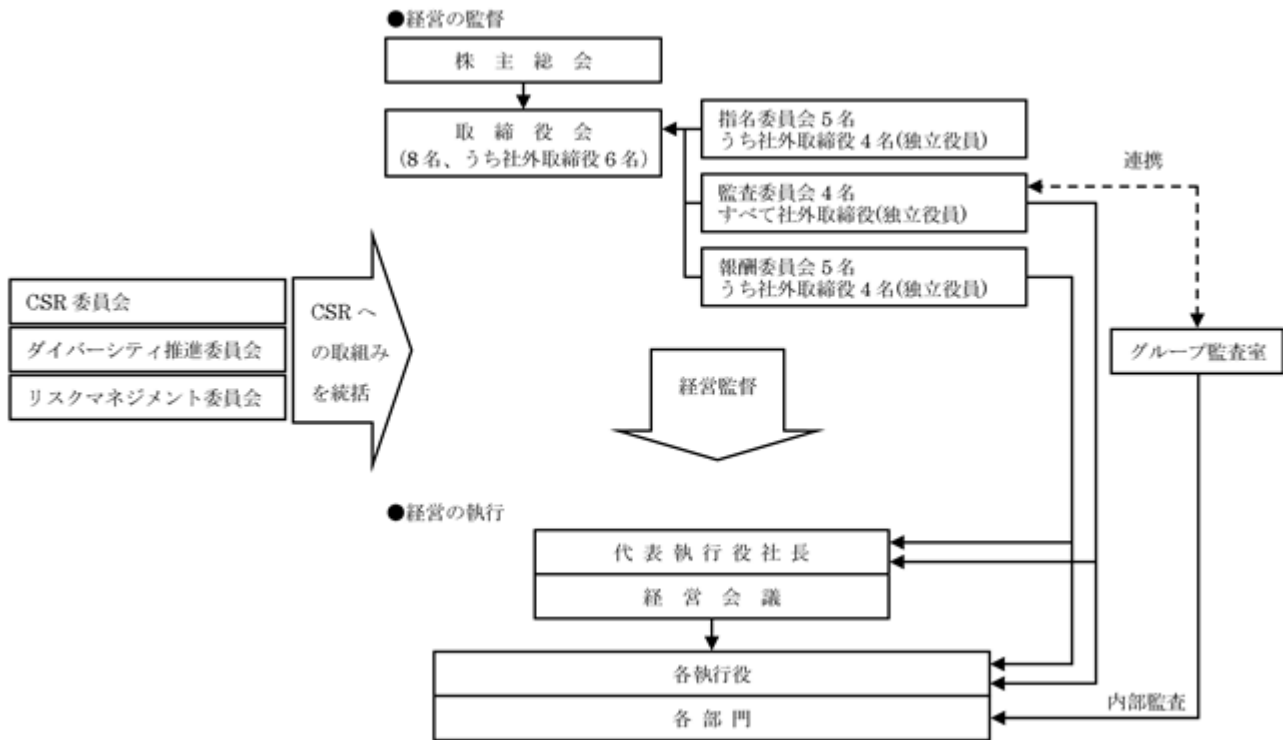 ●経営の監督
株主総会
取締役会
(8名、うち社外取締役6名)
指名委員会5名
うち社外取締役4名(独立役員)
連携
監査委員会4名
すべて社外取締役(独立役員)
報酬委員会5名
うち社外取締役4名(独立役員)
CSR委員会
ダイバーシティ推進委員会
リスクマネジメント委員会
CSRへ
の取組み
を統括
グループ監査室
経営監督
●経営の執行
代表執行役社長
経営会議
各執行役
各部門
内部監査